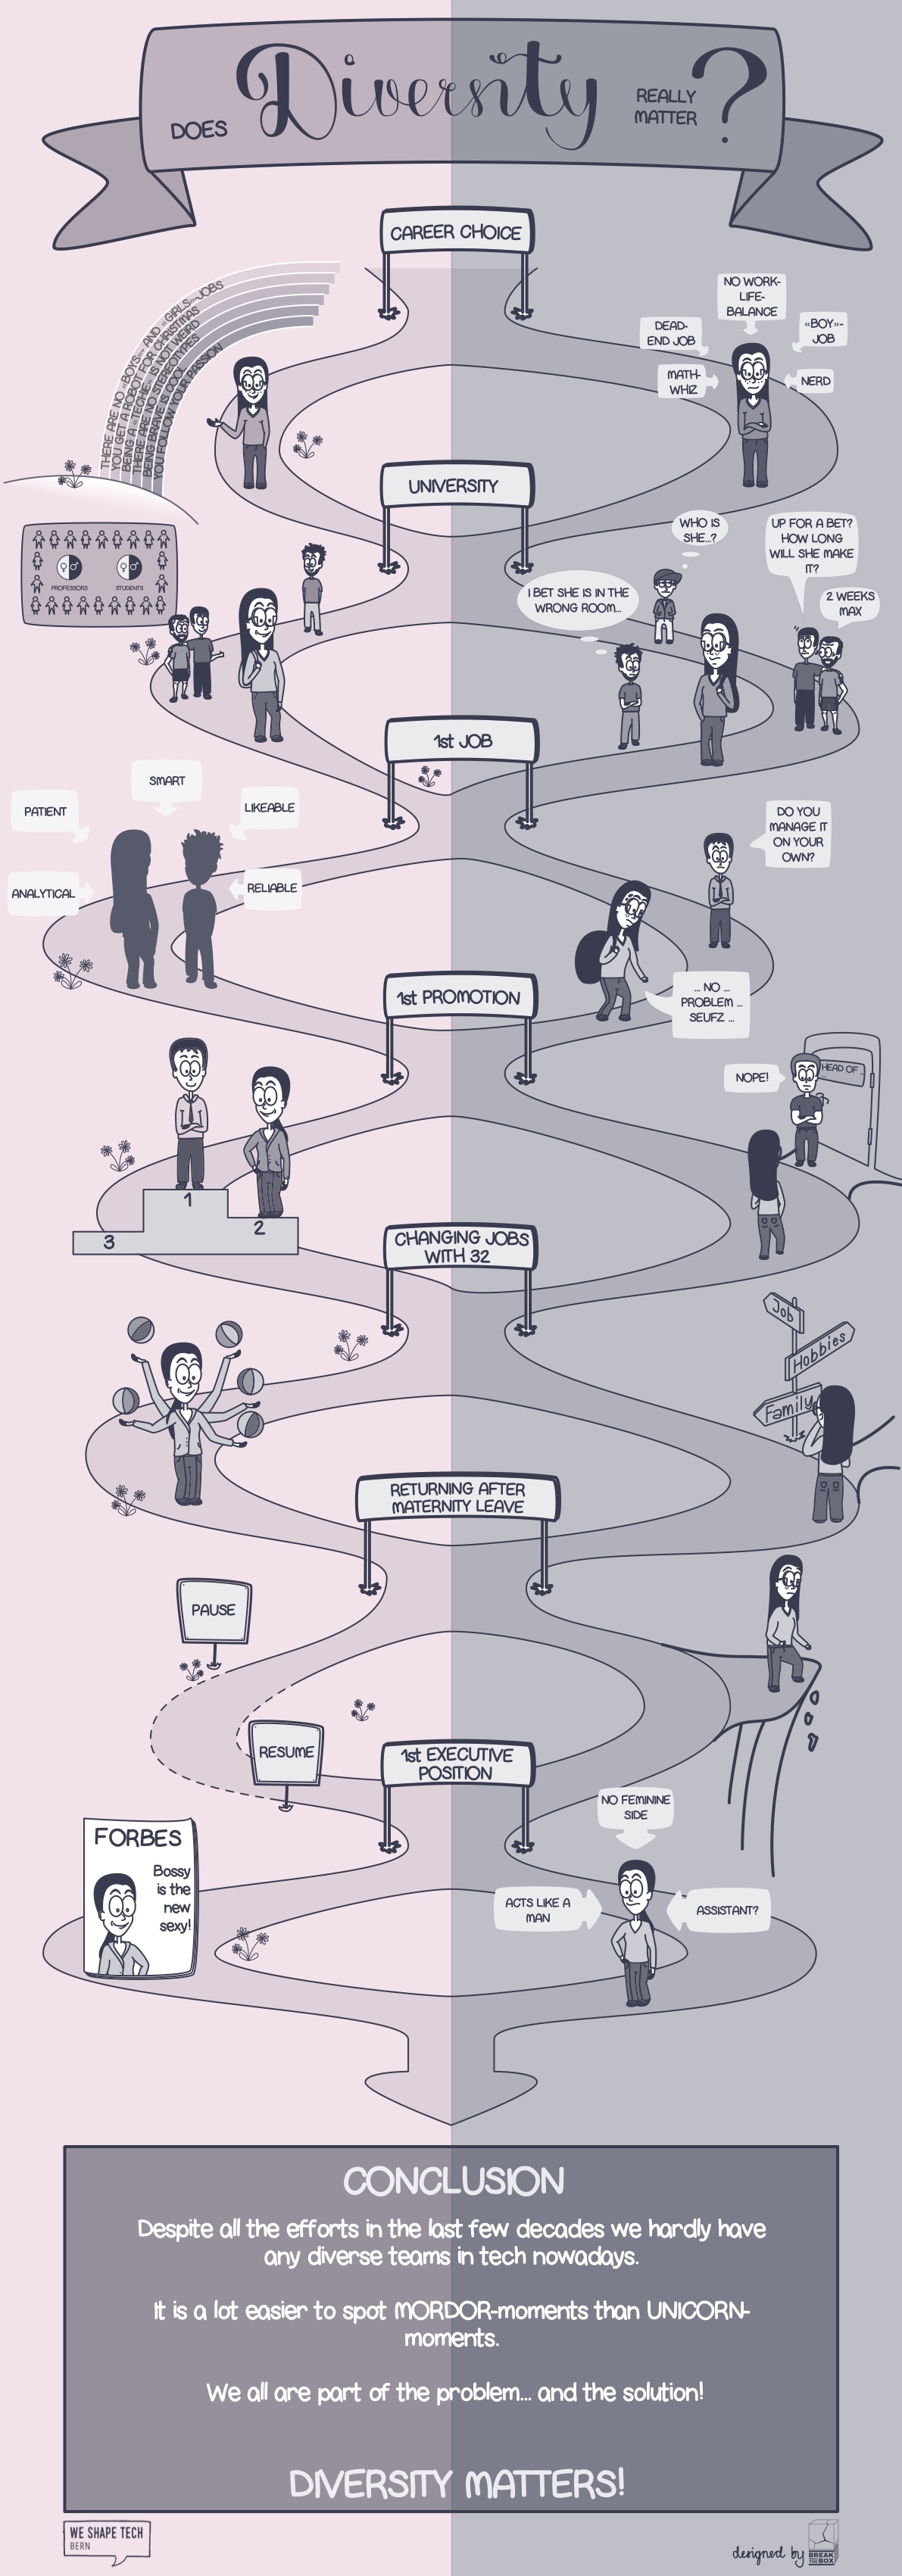 DOES
Diversity
REALLY
MATTER
?
CAREER CHOICE
THERE ARE NO «BOYS»- AND «GIRLS»-JOBS
YOU GET A ROBOT FOR CHRISTMAS
BEING A «TECHIE» IS NOT WEIRD
THERE ARE NO STEREOTYPES
BEING BRAVE IS COOL
YOU FOLLOW YOUR PASSION
NO WORK-
LIFE-
BALANCE
DEAD-
END JOB
«BOY»-
JOB
MATH-
WHIZ
NERD
UNIVERSITY
PROFESSORS
STUDENTS
WHO IS
SHE...?
UP FOR A BET?
HOW LONG
WILL SHE MAKE
IT?
I BET SHE IS IN THE
WRONG ROOM...
2 WEEKS
MAX
1st JOB
SMART
PATIENT
LIKEABLE
ANALYTICAL
RELIABLE
DO YOU
MANAGE IT
ON YOUR
OWN?
... NO ...
PROBLEM ...
SEUFZ ...
1st PROMOTION
1
2
3
NOPE!
HEAD OF ...
CHANGING JOBS
WITH 32
Job
Hobbies
Family
RETURNING AFTER
MATERNITY LEAVE
PAUSE
RESUME
1st EXECUTIVE
POSITION
FORBES
Bossy
is the
new
sexy!
NO FEMININE
SIDE
ACTS LIKE A
MAN
ASSISTANT?
CONCLUSION
Despite all the efforts in the last few decades we hardly have
any diverse teams in tech nowadays.
It is a lot easier to spot MORDOR-moments than UNICORN-
moments.
We all are part of the problem... and the solution!
DIVERSITY MATTERS!
WE SHAPE TECH
BERN
designed by
BREAK
THE BOX